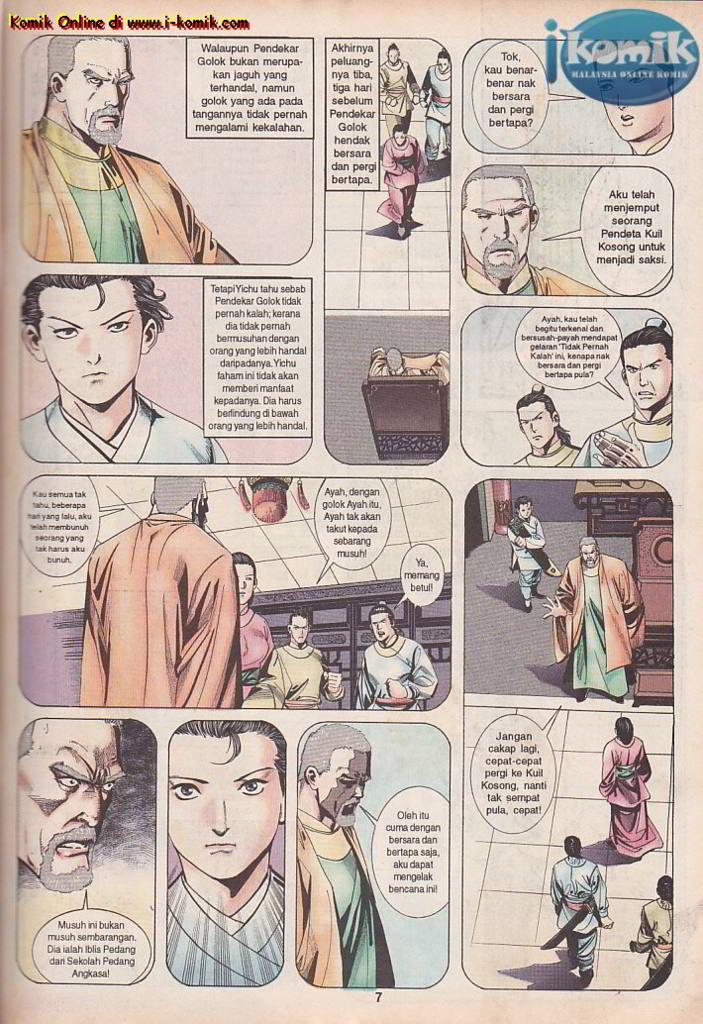 Komik Online di www.i-komik.com
ikomik
MALAYSIA ONLINE KOMIK
Walaupun Pendekar
Golok bukan merupa-
kan jaguh yang
terhandal, namun
golok yang ada pada
tangannya tidak pernah
mengalami kekalahan.
Akhirnya
peluang-
nya tiba,
tiga hari
sebelum
Pendekar
Golok
hendak
bersara
dan pergi
bertapa.
Tok,
kau benar-
benar nak
bersara
dan pergi
bertapa?
Aku telah
menjemput
seorang
Pendeta Kuil
Kosong untuk
menjadi saksi.
Tetapi Yichu tahu sebab
Pendekar Golok tidak
pernah kalah; kerana
dia tidak pernah
bermusuhan dengan
orang yang lebih handal
daripadanya. Yichu
faham ini tidak akan
memberi manfaat
kepadanya. Dia harus
berlindung di bawah
orang yang lebih handal.
Ayah, kau telah
begitu terkenal dan
bersusah-payah mendapat
gelaran 'Tidak Pernah
Kalah' ini, kenapa nak
bersara dan pergi
bertapa pula?
Kau semua tak
tahu, beberapa
hari yang lalu, aku
telah membunuh
seorang yang
tak harus aku
bunuh.
Ayah, dengan
golok Ayah itu,
Ayah tak akan
takut kepada
sebarang
musuh!
Ya,
memang
betul!
Musuh ini bukan
musuh sembarangan.
Dia ialah Iblis Pedang
dari Sekolah Pedang
Angkasa!
Oleh itu
cuma dengan
bersara dan
bertapa saja,
aku dapat
mengelak
bencana ini!
Jangan
cakap lagi,
cepat-cepat
pergi ke Kuil
Kosong, nanti
tak sempat
pula, cepat!
7